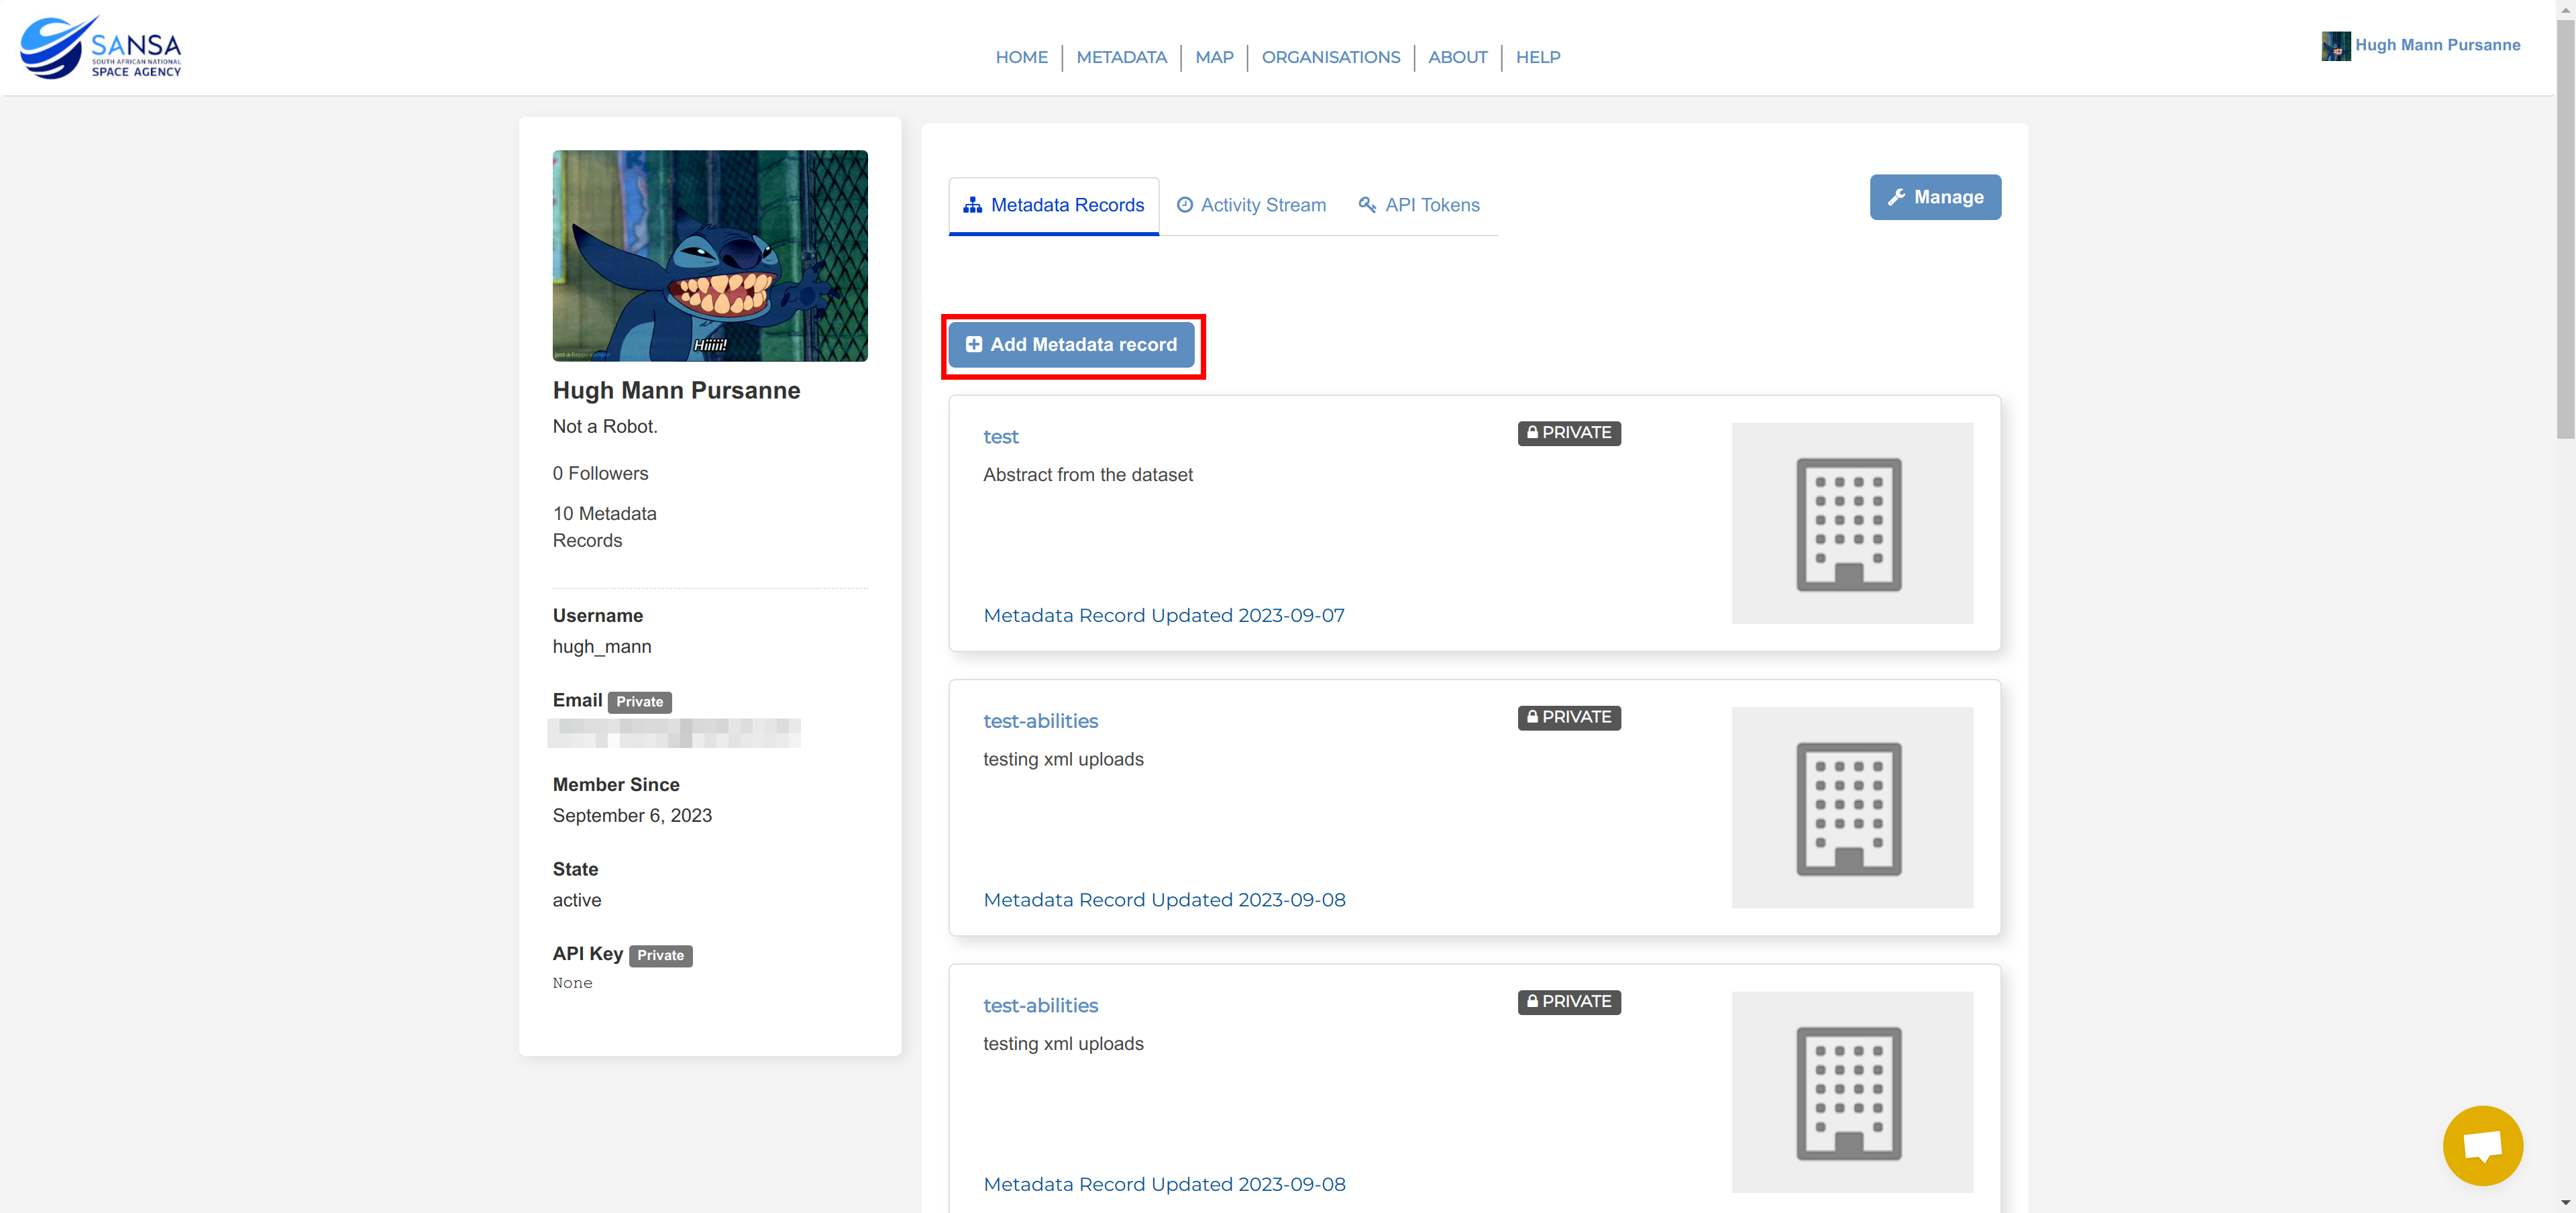 SANSA
SOUTH AFRICAN NATIONAL
SPACE AGENCY
HOME
METADATA
MAP
ORGANISATIONS
ABOUT
HELP
Hugh Mann Pursanne
Hiiiii!
Hugh Mann Pursanne
Not a Robot.
0 Followers
10 Metadata
Records
Username
hugh_mann
Email Private
Member Since
September 6, 2023
State
active
API Key Private
None
Metadata Records
Activity Stream
API Tokens
Manage
Add Metadata record
test
PRIVATE
Abstract from the dataset
Metadata Record Updated 2023-09-07
test-abilities
PRIVATE
testing xml uploads
Metadata Record Updated 2023-09-08
test-abilities
PRIVATE
testing xml uploads
Metadata Record Updated 2023-09-08